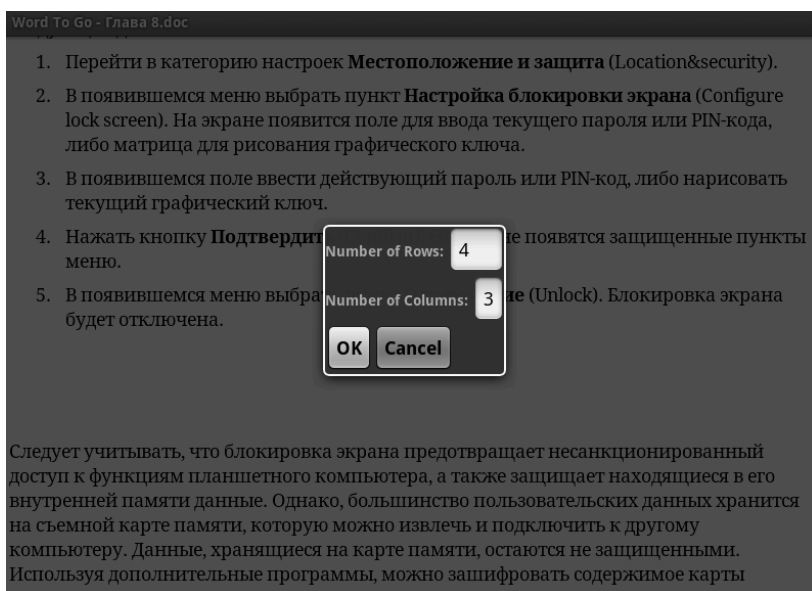 Word To Go - Глава 8.doc
1. Перейти в категорию настроек Местоположение и защита (Location&security).
2. В появившемся меню выбрать пункт Настройка блокировки экрана (Configure
lock screen). На экране появится поле для ввода текущего пароля или PIN-кода,
либо матрица для рисования графического ключа.
3. В появившемся поле ввести действующий пароль или PIN-код, либо нарисовать
текущий графический ключ.
4. Нажать кнопку Подтвердит не появятся защищенные пункты
меню.
5. В появившемся меню выбра ие (Unlock). Блокировка экрана
будет отключена.
Number of Rows: 4
Number of Columns: 3
OK Cancel
Следует учитывать, что блокировка экрана предотвращает несанкционированный
доступ к функциям планшетного компьютера, а также защищает находящиеся в его
внутренней памяти данные. Однако, большинство пользовательских данных хранится
на съемной карте памяти, которую можно извлечь и подключить к другому
компьютеру. Данные, хранящиеся на карте памяти, остаются не защищенными.
Используя дополнительные программы, можно зашифровать содержимое карты